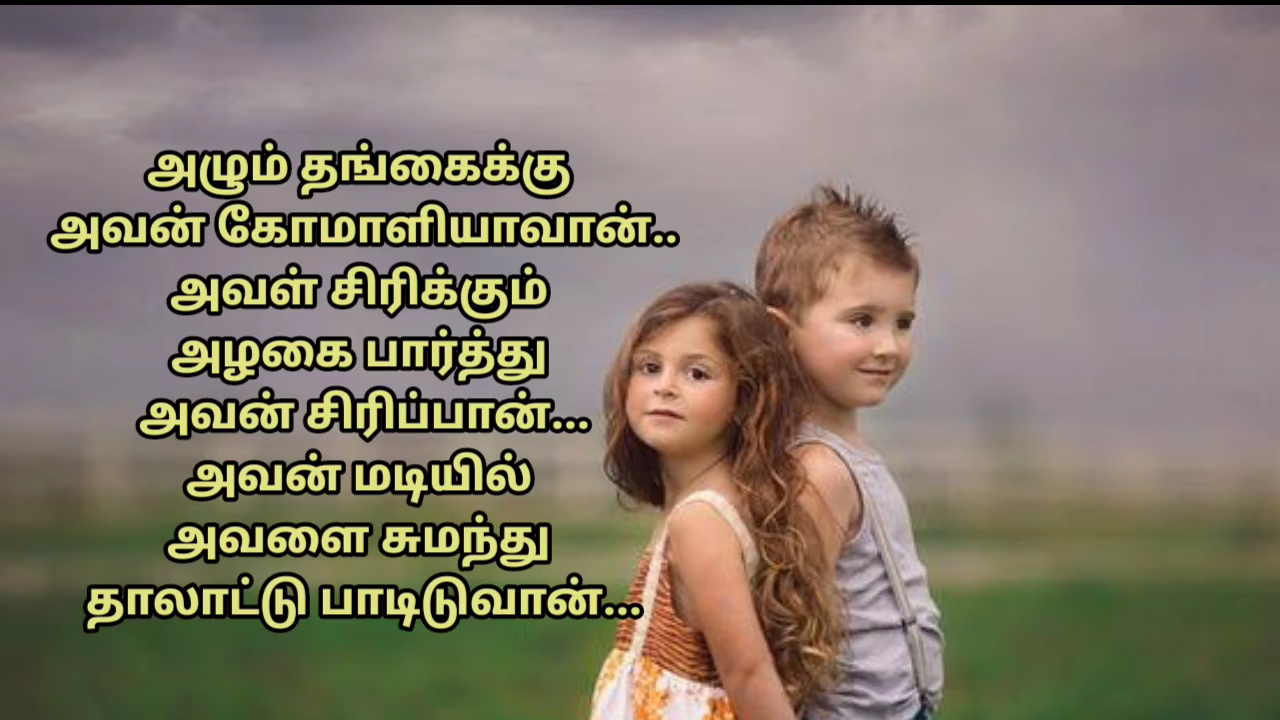 அழும் தங்கைக்கு
அவன் கோமாளியாவான்..
அவள் சிரிக்கும்
அழகை பார்த்து
அவன் சிரிப்பான்...
அவன் மடியில்
அவளை சுமந்து
தாலாட்டு பாடிடுவான்...